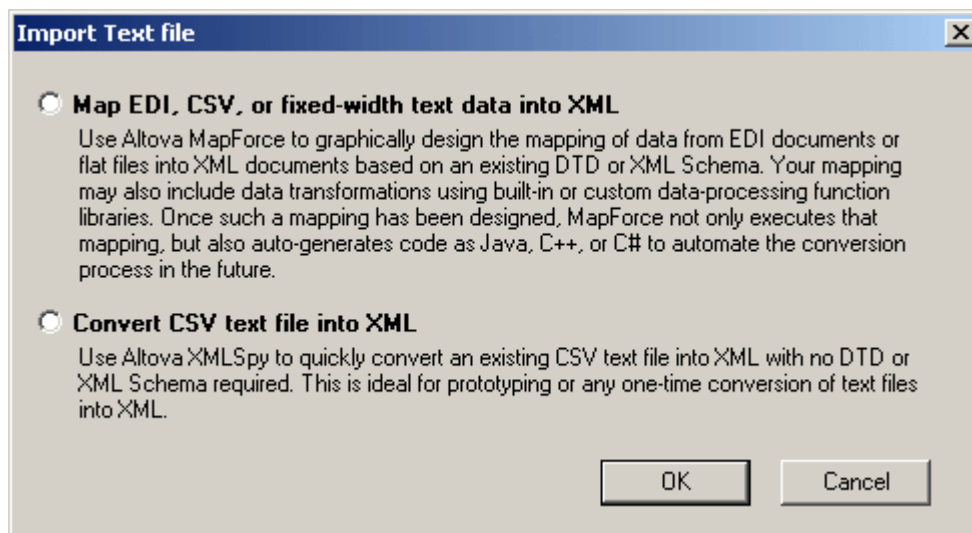 Import Text file
Map EDI, CSV, or fixed-width text data into XML
Use Altova MapForce to graphically design the mapping of data from EDI documents or
flat files into XML documents based on an existing DTD or XML Schema. Your mapping
may also include data transformations using built-in or custom data-processing function
libraries. Once such a mapping has been designed, MapForce not only executes that
mapping, but also auto-generates code as Java, C++, or C# to automate the conversion
process in the future.
Convert CSV text file into XML
Use Altova XMLSpy to quickly convert an existing CSV text file into XML with no DTD or
XML Schema required. This is ideal for prototyping or any one-time conversion of text files
into XML.
OK
Cancel